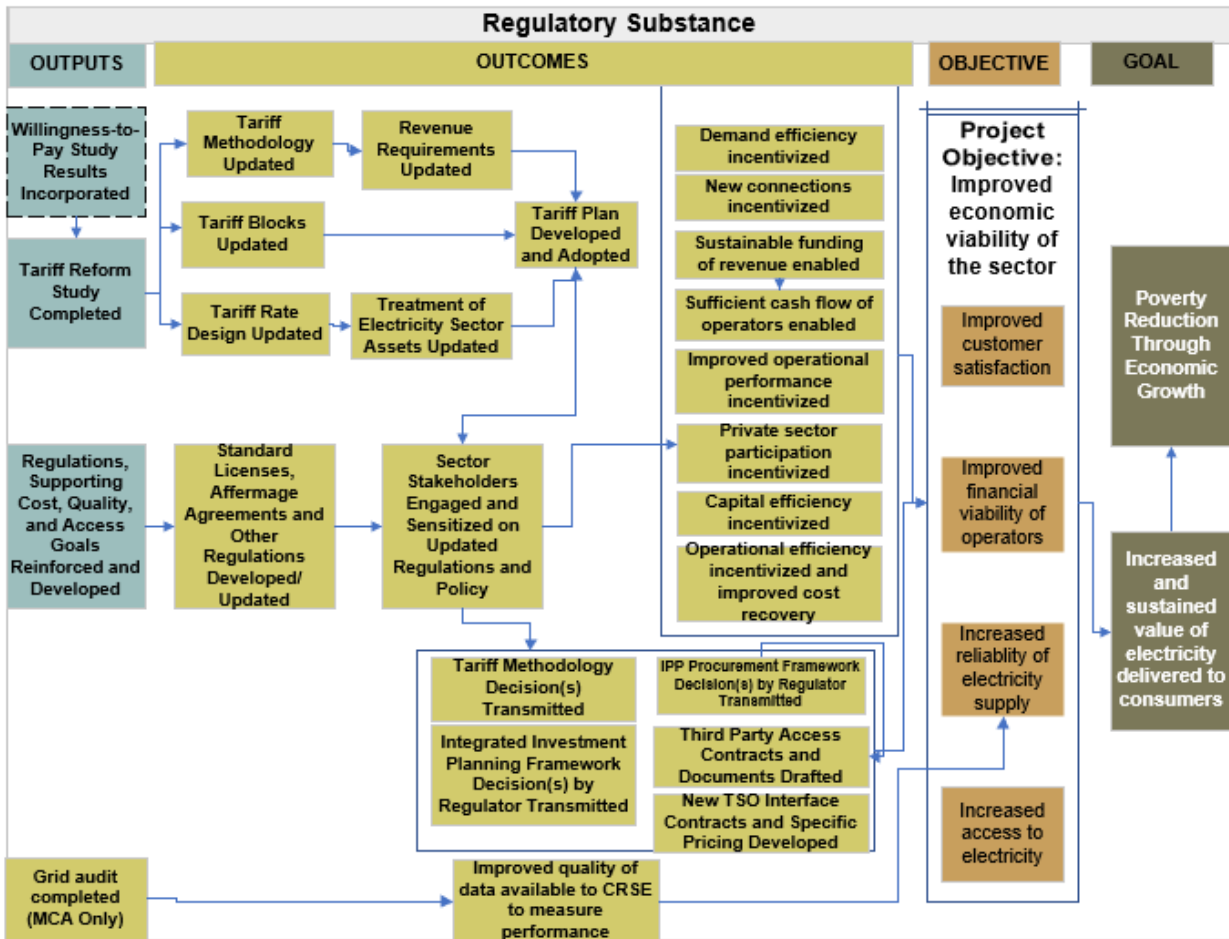 Regulatory Substance
OUTPUTS
OUTCOMES
OBJECTIVE
GOAL
Willingness-to-
Pay Study
Results
Incorporated
Tariff Reform
Study
Completed
Tariff
Methodology
Updated
Revenue
Requirements
Updated
Tariff Blocks
Updated
Tariff Plan
Developed
and Adopted
Tariff Rate
Design Updated
Treatment of
Electricity Sector
Assets Updated
Regulations,
Supporting
Cost, Quality,
and Access
Goals
Reinforced and
Developed
Standard
Licenses,
Affermage
Agreements and
Other
Regulations
Developed/
Updated
Sector
Stakeholders
Engaged and
Sensitized on
Updated
Regulations and
Policy
Demand efficiency
incentivized
New connections
incentivized
Sustainable funding
of revenue enabled
Sufficient cash flow of
operators enabled
Improved operational
performance
incentivized
Private sector
participation
incentivized
Capital efficiency
incentivized
Operational efficiency
incentivized and
improved cost
recovery
Tariff Methodology
Decision(s)
Transmitted
Integrated Investment
Planning Framework
Decision(s) by
Regulator Transmitted
IPP Procurement Framework
Decision(s) by Regulator
Transmitted
Third Party Access
Contracts and
Documents Drafted
New TSO Interface
Contracts and Specific
Pricing Developed
Grid audit
completed
(MCA Only)
Improved quality of
data available to CRSE
to measure
performance
Project
Objective:
Improved
economic
viability of
the sector
Improved
customer
satisfaction
Improved
financial
viability of
operators
Increased
reliablity of
electricity
supply
Increased
access to
electricity
Poverty
Reduction
Through
Economic
Growth
Increased
and
sustained
value of
electricity
delivered to
consumers